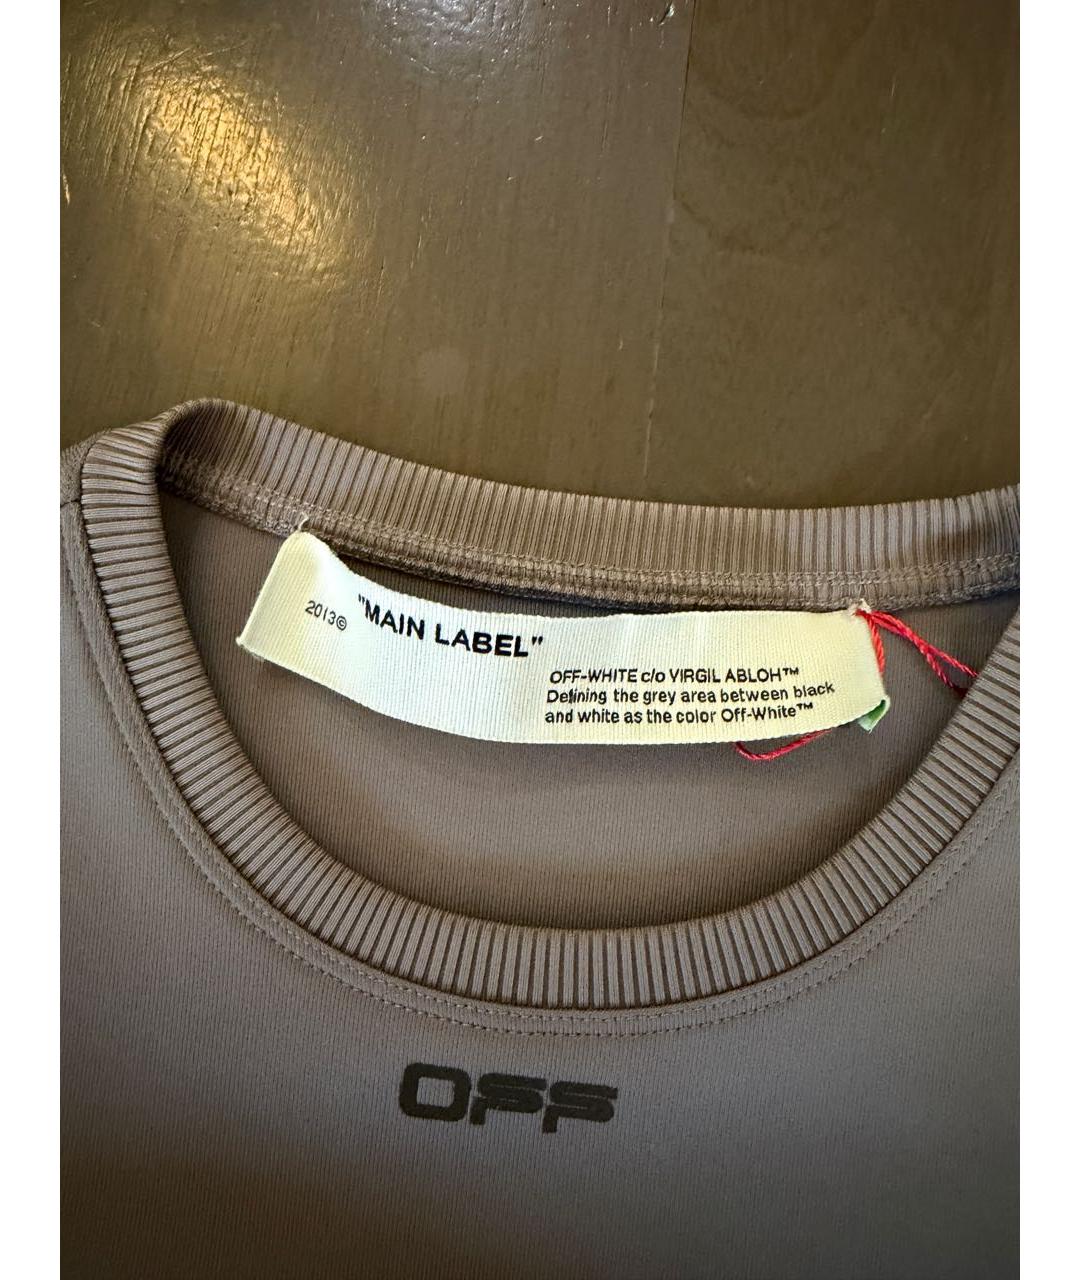 2013© "MAIN LABEL"
OFF-WHITE c/o VIRGIL ABLOH™
Defining the grey area between black
and white as the color Off-White™
OFF